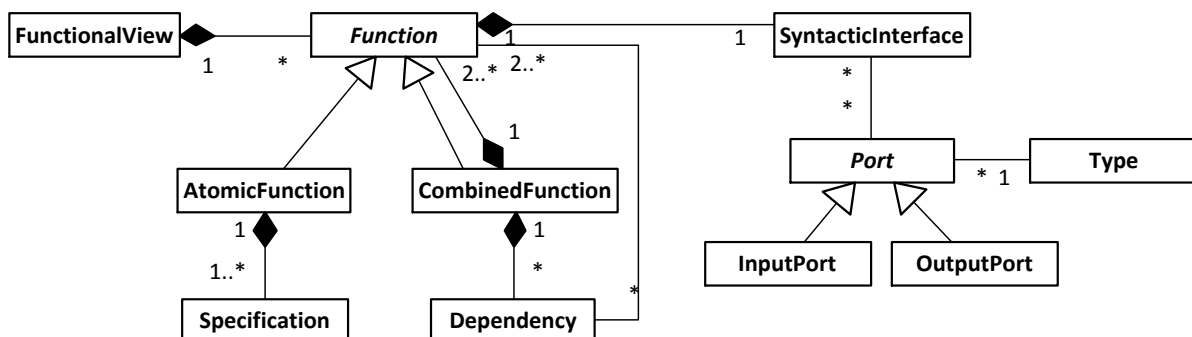 FunctionalView
Function
SyntacticInterface
1
*
1
1
2..*
2..*
*
*
1
Port
Type
*
1
AtomicFunction
CombinedFunction
1
1
1..*
*
*
InputPort
OutputPort
Specification
Dependency